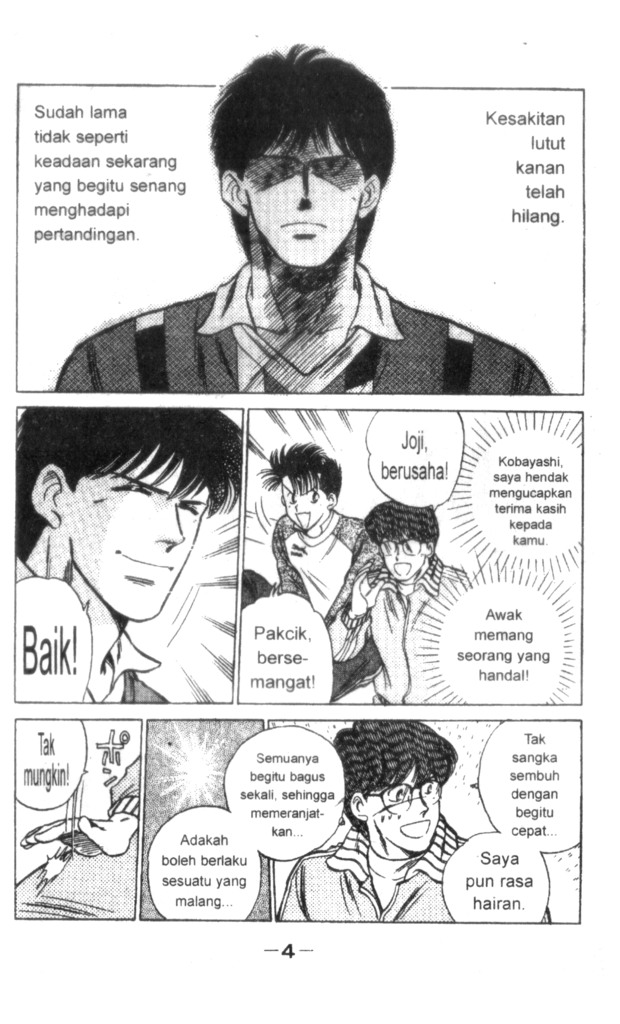 Kesakitan
lutut
kanan
telah
hilang.
Sudah lama
tidak seperti
keadaan sekarang
yang begitu senang
menghadapi
pertandingan.
Kobayashi,
saya hendak
mengucapkan
terima kasih
kepada
kamu.
Joji,
berusaha!
Awak
memang
seorang yang
handal!
Pakcik,
berse-
mangat!
Baik!
Tak
sangka
sembuh
dengan
begitu
cepat...
Saya
pun rasa
hairan.
Semuanya
begitu bagus
sekali, sehingga
memeranjat-
kan...
Adakah
boleh berlaku
sesuatu yang
malang...
Tak
mungkin!
ポン
—4—